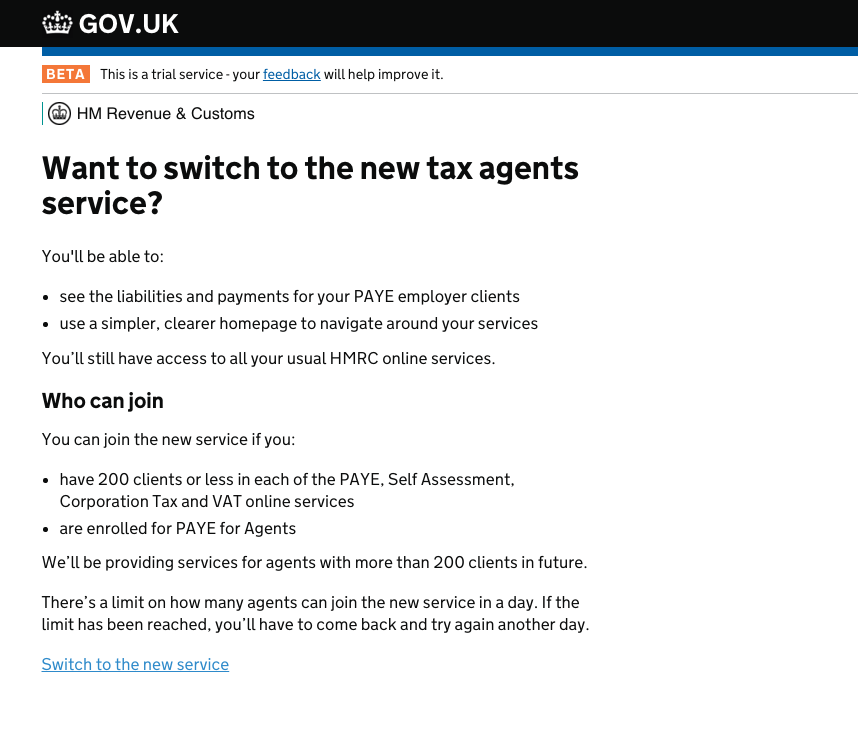 GOV.UK
BETA This is a trial service - your feedback will help improve it.
HM Revenue & Customs
Want to switch to the new tax agents
service?
You'll be able to:
• see the liabilities and payments for your PAYE employer clients
• use a simpler, clearer homepage to navigate around your services
You’ll still have access to all your usual HMRC online services.
Who can join
You can join the new service if you:
• have 200 clients or less in each of the PAYE, Self Assessment,
Corporation Tax and VAT online services
• are enrolled for PAYE for Agents
We’ll be providing services for agents with more than 200 clients in future.
There’s a limit on how many agents can join the new service in a day. If the
limit has been reached, you’ll have to come back and try again another day.
Switch to the new service